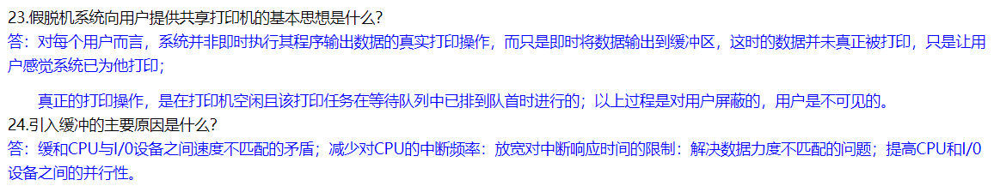 23.假脱机系统向用户提供共享打印机的基本思想是什么?
答：对每个用户而言，系统并非即时执行其程序输出数据的真实打印操作，而只是即时将数据输出到缓冲区，这时的数据并未真正被打印，只是让用
户感觉系统已为他打印；
真正的打印操作，是在打印机空闲且该打印任务在等待队列中已排到队首时进行的；以上过程是对用户屏蔽的，用户是不可见的。
24.引入缓冲的主要原因是什么?
答：缓和CPU与I/0设备之间速度不匹配的矛盾；减少对CPU的中断频率：放宽对中断响应时间的限制：解决数据力度不匹配的问题；提高CPU和I/0
设备之间的并行性。